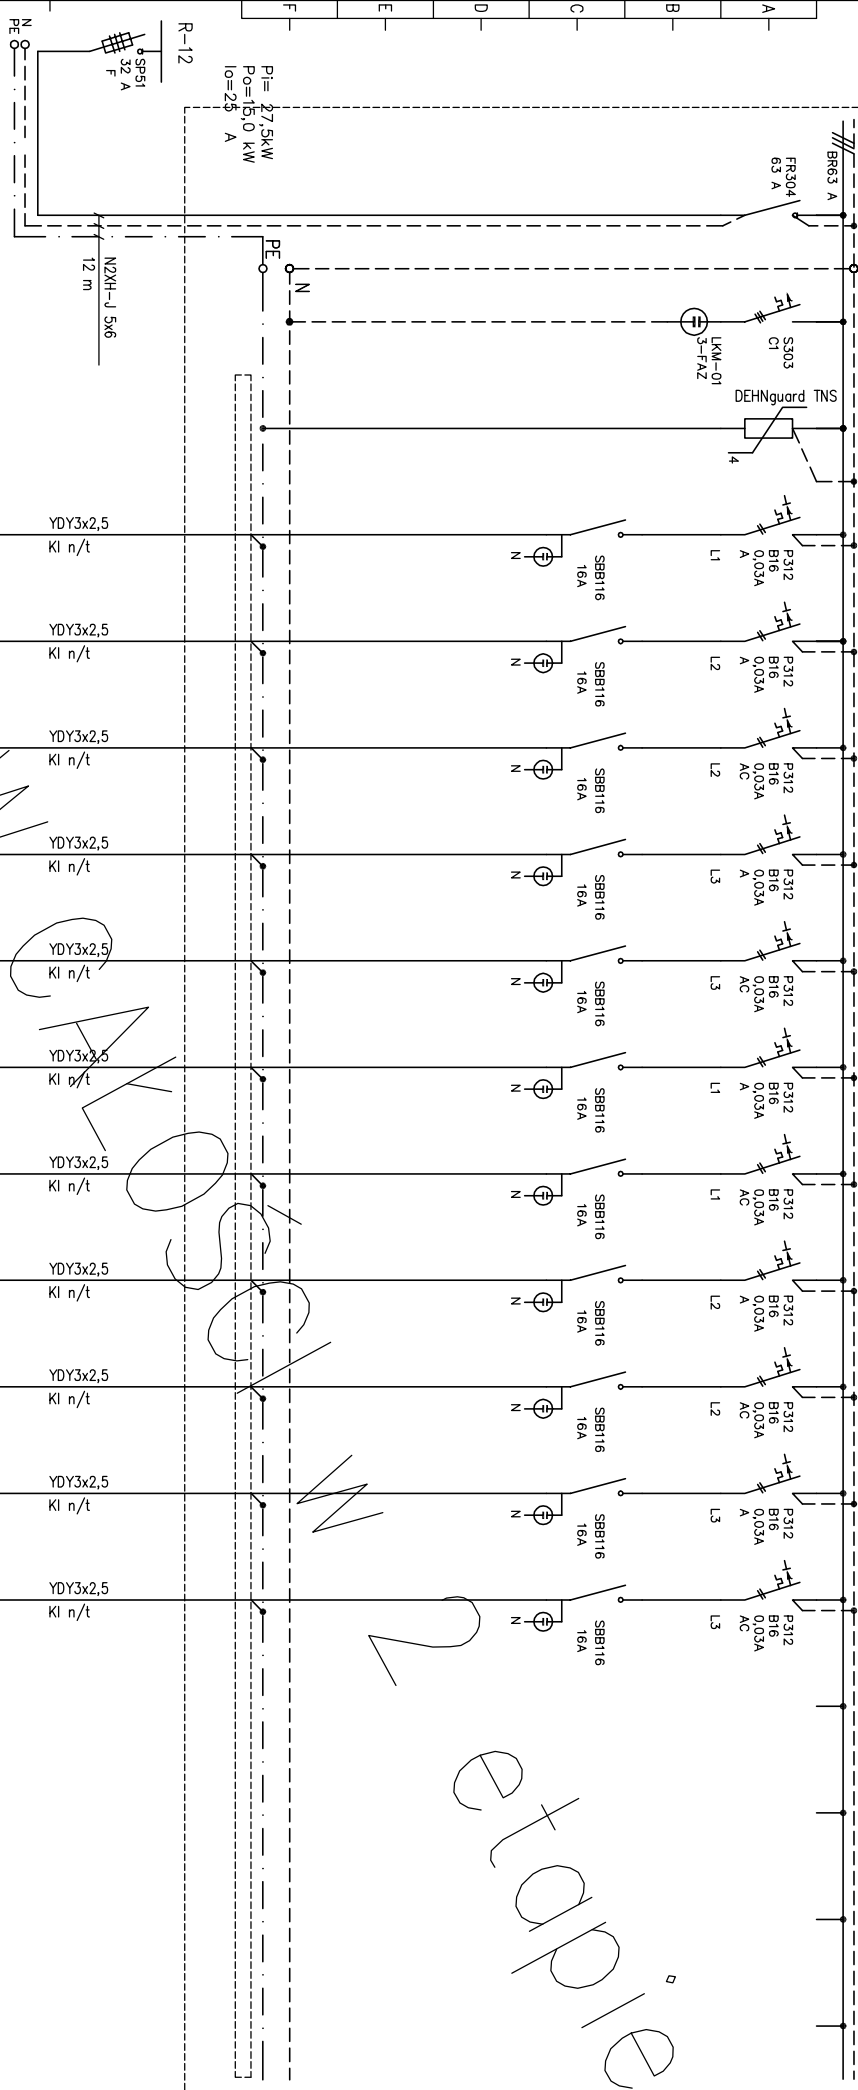 F
E
D
C
B
A
R-12
SP51
32 A
F
N
PE
Pi= 27,5kW
Po=15,0 kW
Io=25 A
N2XH-J 5x6
12 m
PE
N
BR63 A
FR304
63 A
S303
C1
LKM-01
3-FAZ
DEHNguard TNS
4
P312
B16
0,03A
A
L1
SBB116
16A
N
YDY3x2,5
Kl n/t
P312
B16
0,03A
A
L2
SBB116
16A
N
YDY3x2,5
Kl n/t
P312
B16
0,03A
AC
L2
SBB116
16A
N
YDY3x2,5
Kl n/t
P312
B16
0,03A
A
L3
SBB116
16A
N
YDY3x2,5
Kl n/t
P312
B16
0,03A
AC
L3
SBB116
16A
N
YDY3x2,5
Kl n/t
P312
B16
0,03A
A
L1
SBB116
16A
N
YDY3x2,5
Kl n/t
P312
B16
0,03A
AC
L1
SBB116
16A
N
YDY3x2,5
Kl n/t
P312
B16
0,03A
A
L2
SBB116
16A
N
YDY3x2,5
Kl n/t
P312
B16
0,03A
AC
L2
SBB116
16A
N
YDY3x2,5
Kl n/t
P312
B16
0,03A
A
L3
SBB116
16A
N
YDY3x2,5
Kl n/t
P312
B16
0,03A
AC
L3
SBB116
16A
N
YDY3x2,5
Kl n/t
W CAŁOŚCI W 2 etapie.